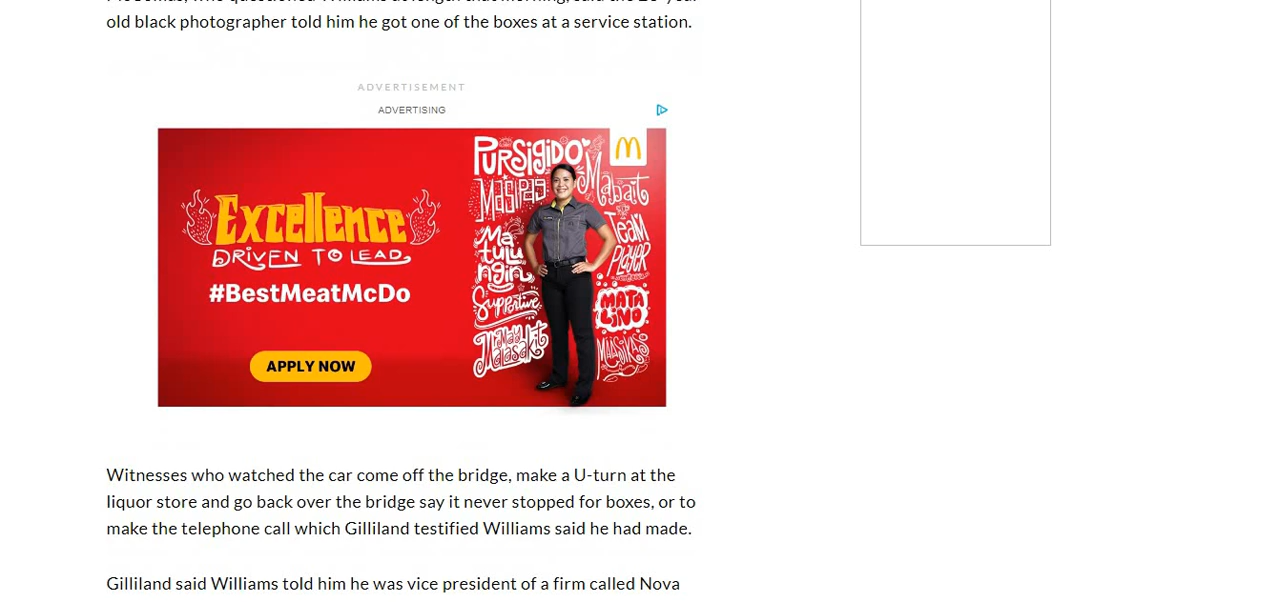 old black photographer told him he got one of the boxes at a service station.
ADVERTISEMENT
ADVERTISING
Excellence
DRIVEN TO LEAD
#BestMeatMcDo
APPLY NOW
PURSIGIDO
MASIPAG
Mabait
Matulungin
TEAM PLAYER
Supportive
MATALINO
May Malasakit
Witnesses who watched the car come off the bridge, make a U-turn at the
liquor store and go back over the bridge say it never stopped for boxes, or to
make the telephone call which Gilliland testified Williams said he had made.
Gilliland said Williams told him he was vice president of a firm called Nova